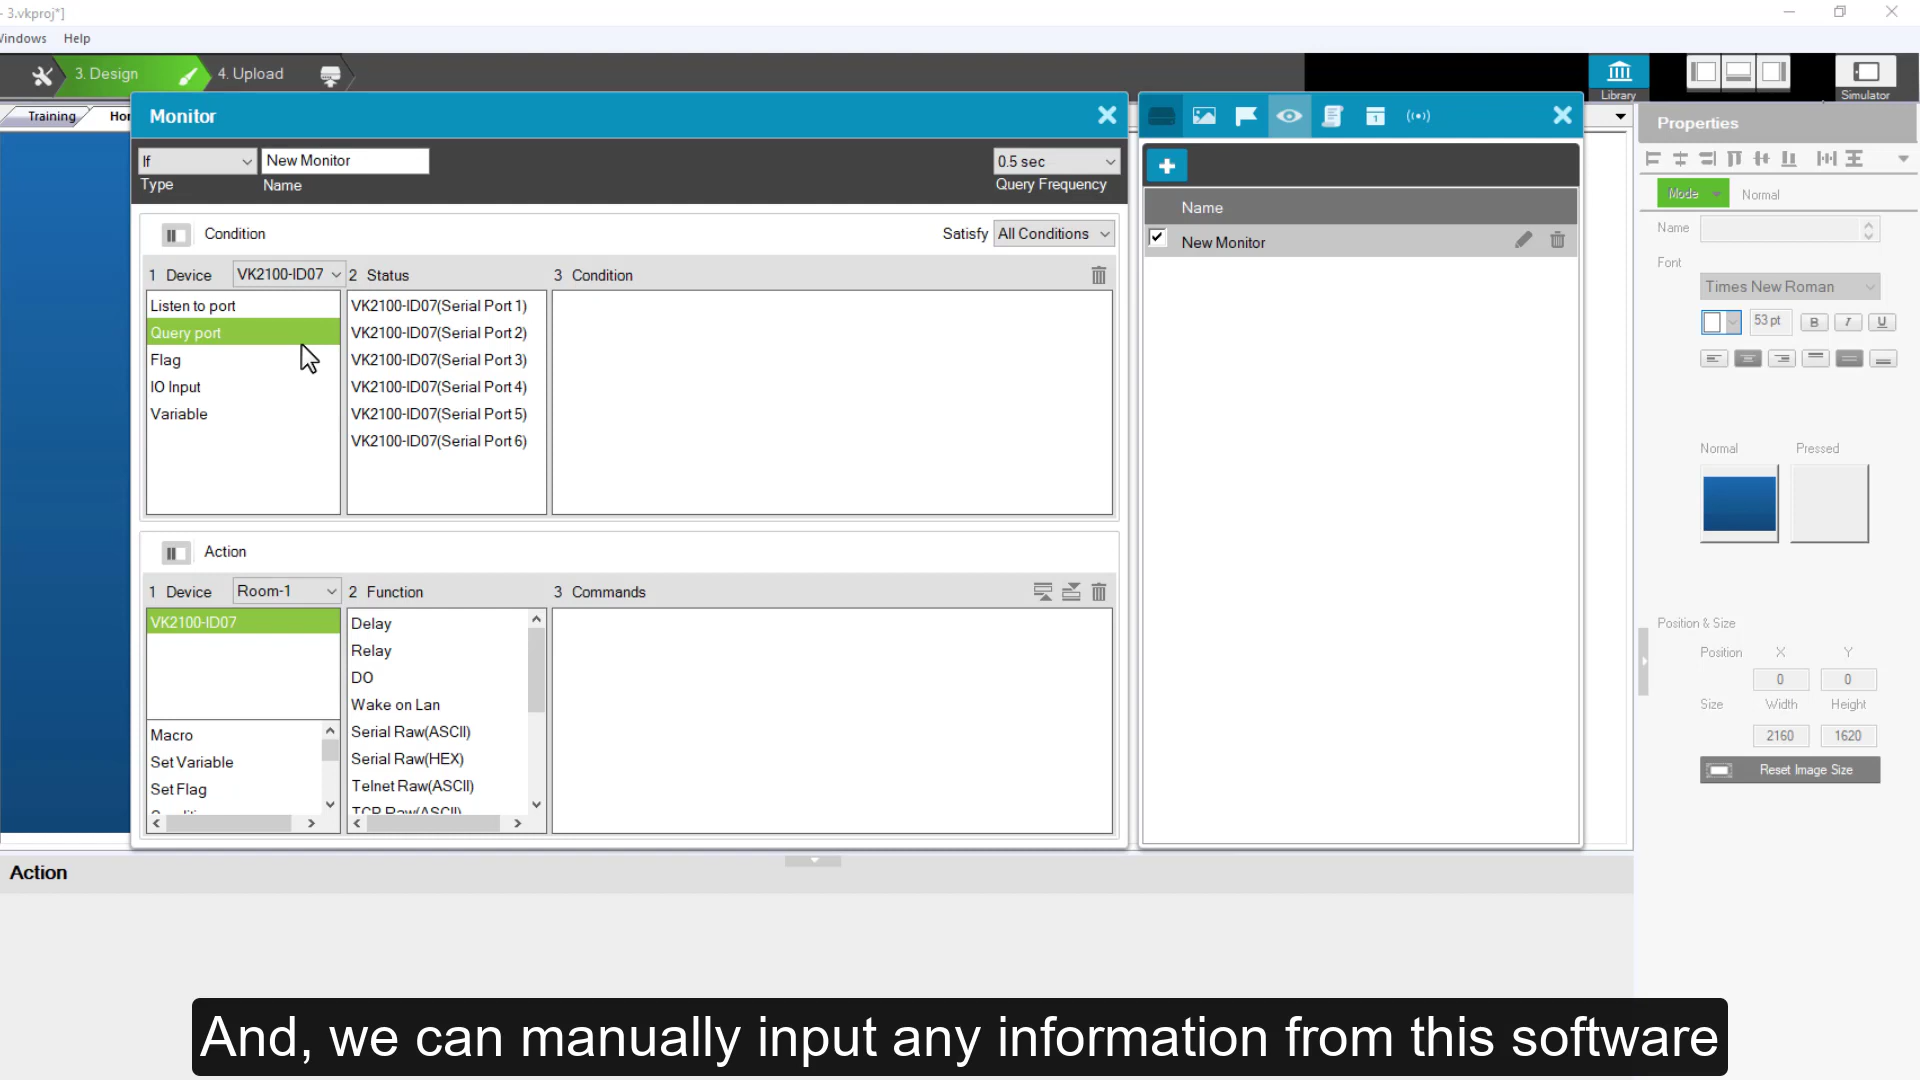 - 3.vkproj*]
Windows Help
3. Design 4. Upload
Library
Simulator
Training
Monitor
Properties
If New Monitor 0.5 sec
Type Name Query Frequency
Mode Normal
Name
Name
New Monitor
Condition Satisfy All Conditions
1 Device VK2100-ID07 2 Status 3 Condition
Listen to port VK2100-ID07(Serial Port 1)
Query port VK2100-ID07(Serial Port 2)
Flag VK2100-ID07(Serial Port 3)
IO Input VK2100-ID07(Serial Port 4)
Variable VK2100-ID07(Serial Port 5)
VK2100-ID07(Serial Port 6)
Font
Times New Roman
53 pt B I U
Normal Pressed
Action
1 Device Room-1 2 Function 3 Commands
VK2100-ID07 Delay
Relay
DO
Wake on Lan
Macro Serial Raw(ASCII)
Set Variable Serial Raw(HEX)
Set Flag Telnet Raw(ASCII)
TCP Raw(ASCII)
Position & Size
Position X Y
0 0
Size Width Height
2160 1620
Reset Image Size
Action
And, we can manually input any information from this software